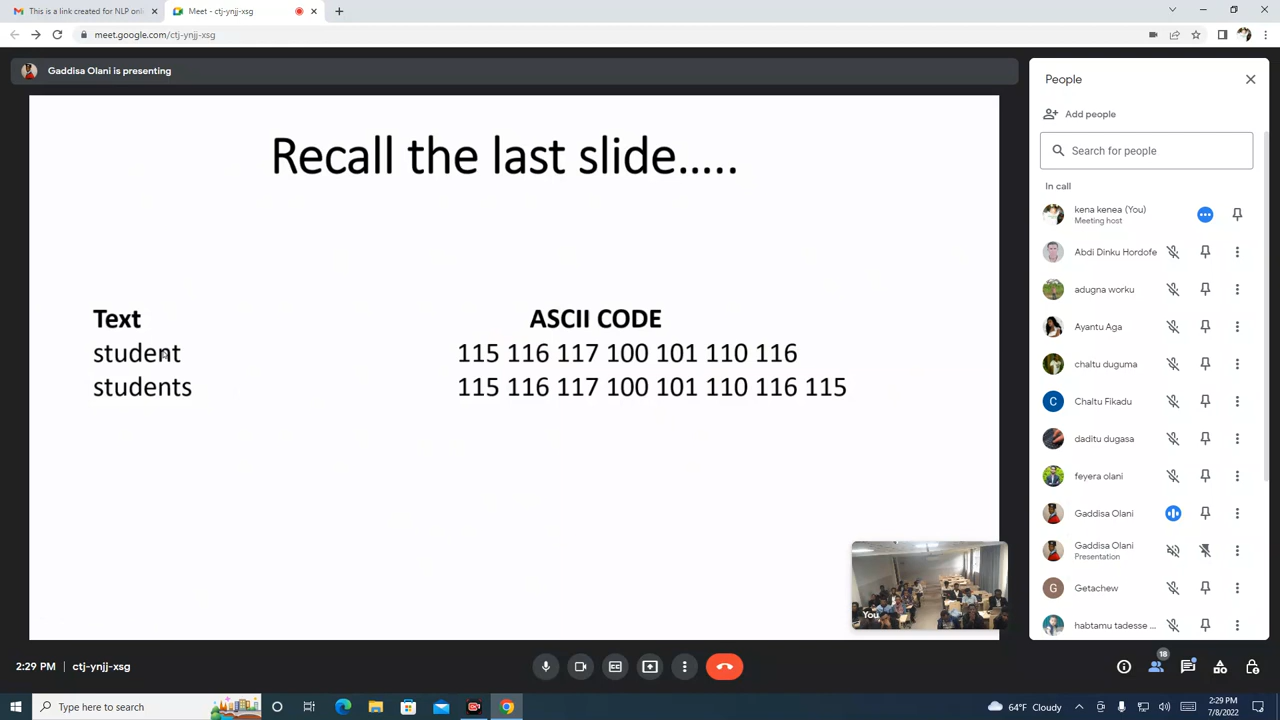 This is a link created for NLP onli
Meet - ctj-ynjj-xsg
meet.google.com/ctj-ynjj-xsg
Gaddisa Olani is presenting
Recall the last slide…..
Text ASCII CODE
student 115 116 117 100 101 110 116
students 115 116 117 100 101 110 116 115
You
People
Add people
Search for people
In call
kena kenea (You)
Meeting host
Abdi Dinku Hordofe
adugna worku
Ayantu Aga
chaltu duguma
C Chaltu Fikadu
daditu dugasa
feyera olani
Gaddisa Olani
Gaddisa Olani
Presentation
G Getachew
habtamu tadesse ...
2:29 PM | ctj-ynjj-xsg
18
Type here to search
64°F Cloudy
2:29 PM
7/8/2022